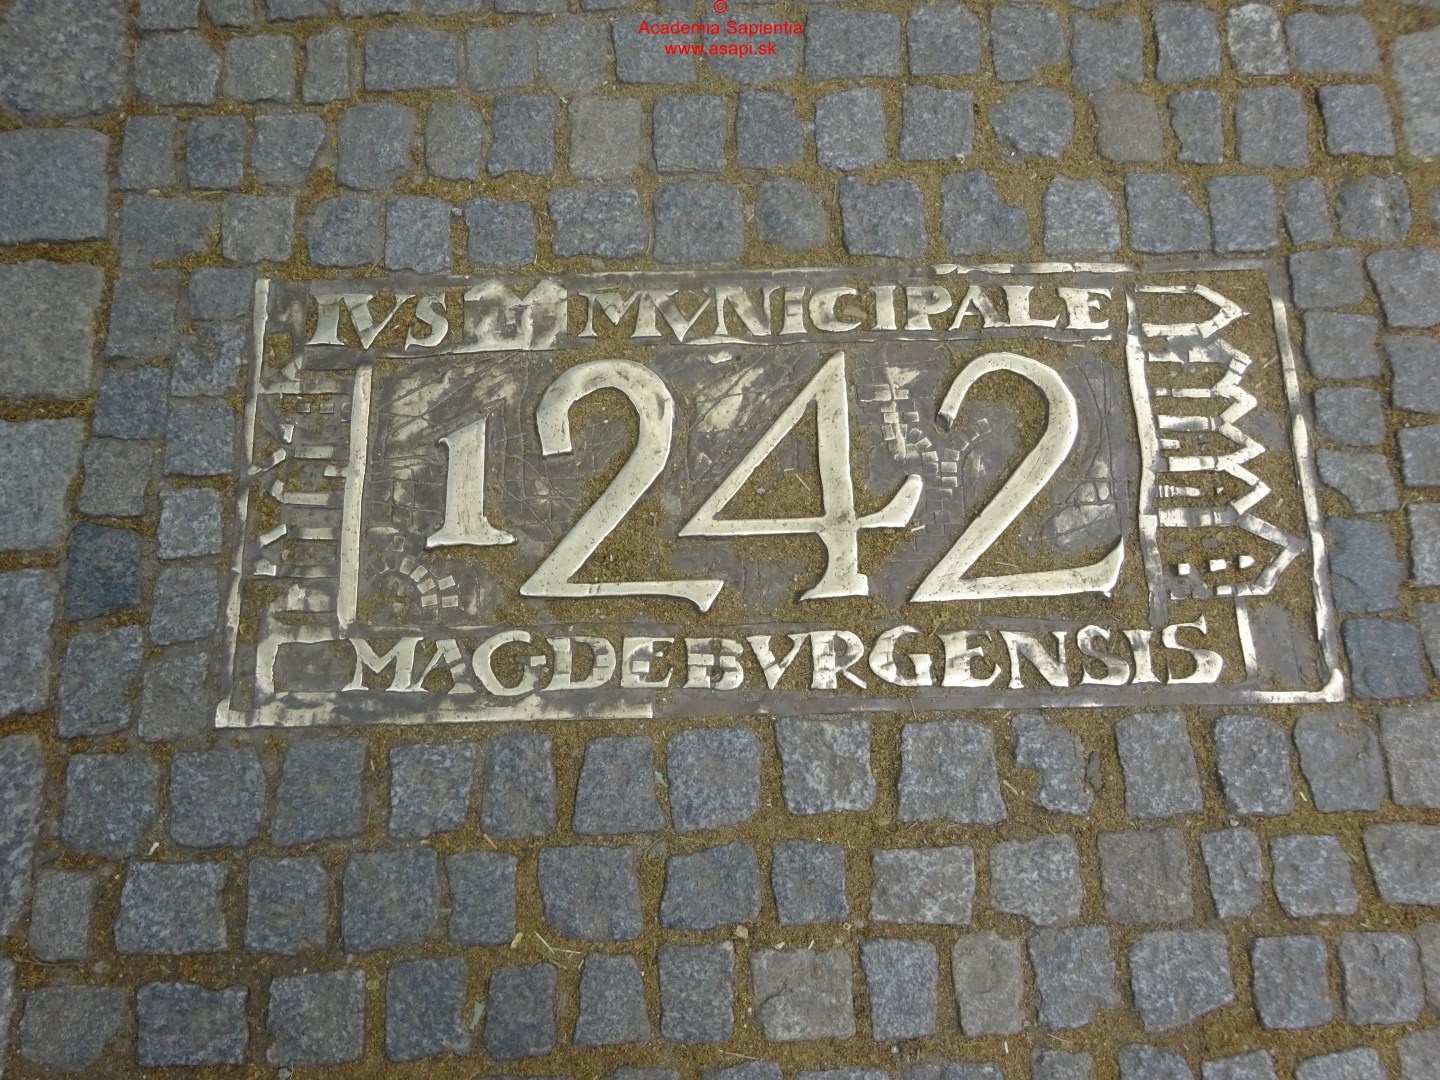 ©
Academia Sapientia
www.asapi.sk
IVS MVNICIPALE
1242
MAGDEBVRGENSIS